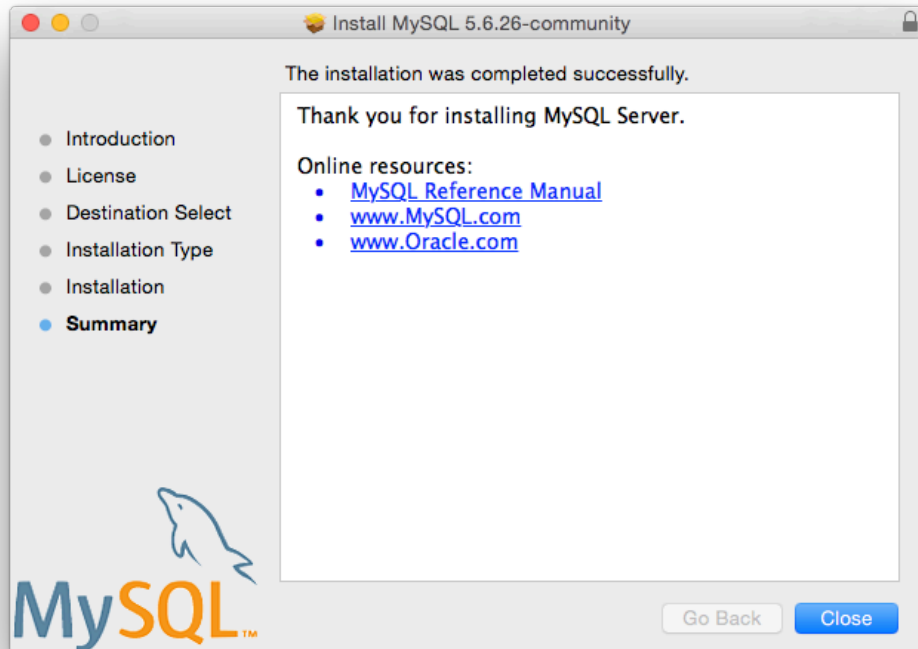 Install MySQL 5.6.26-community
The installation was completed successfully.
Introduction
License
Destination Select
Installation Type
Installation
Summary
Thank you for installing MySQL Server.
Online resources:
• MySQL Reference Manual
• www.MySQL.com
• www.Oracle.com
MySQL™
Go Back
Close